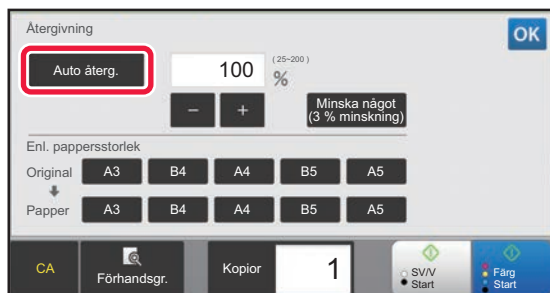 Återgivning
OK
Auto återg.
100
(25~200)
%
− +
Minska något
(3 % minskning)
Enl. pappersstorlek
Original A3 B4 A4 B5 A5
Papper A3 B4 A4 B5 A5
CA
Förhandsgr.
Kopior
1
SV/V
Start
Färg
Start